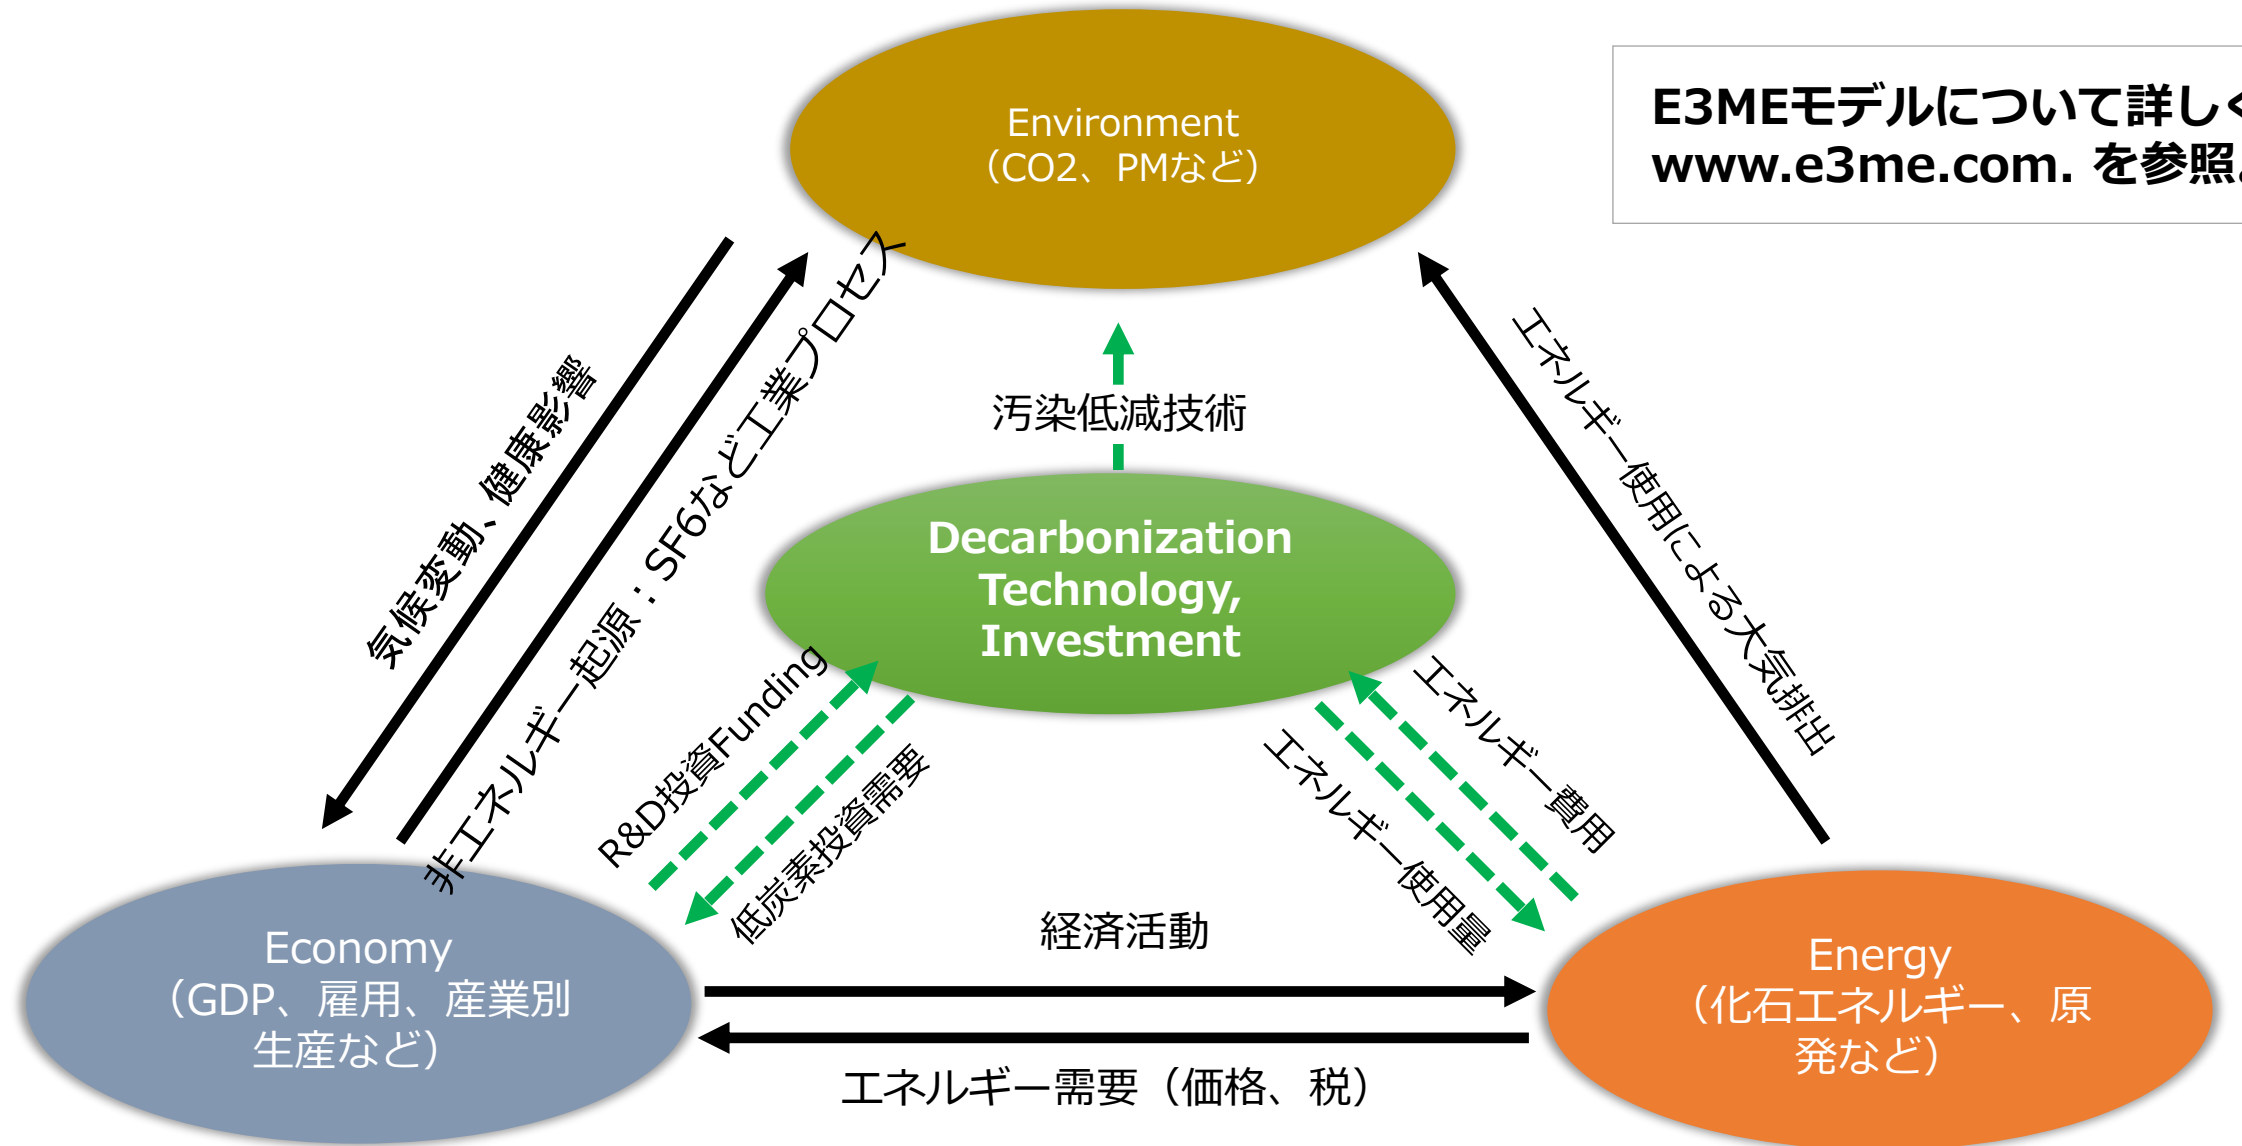 Environment
（CO2、PMなど）
E3MEモデルについて詳しく
www.e3me.com. を参照
気候変動、健康影響
非エネルギー起源：SF6など工業プロセス
汚染低減技術
エネルギー使用による大気排出
Decarbonization
Technology,
Investment
R&D投資Funding
低炭素投資需要
エネルギー費用
エネルギー使用量
経済活動
Economy
（GDP、雇用、産業別
生産など）
Energy
（化石エネルギー、原
発など）
エネルギー需要（価格、税）